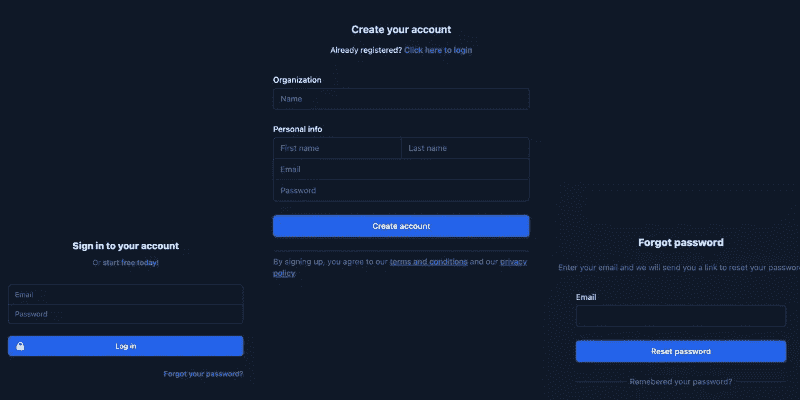 Create your account
Already registered? Click here to login
Organization
Name
Personal info
First name Last name
Email
Password
Create account
By signing up, you agree to our terms and conditions and our privacy
policy.
Sign in to your account
Or start free today!
Email
Password
Log in
Forgot your password?
Forgot password
Enter your email and we will send you a link to reset your password
Email
Reset password
Remebered your password?